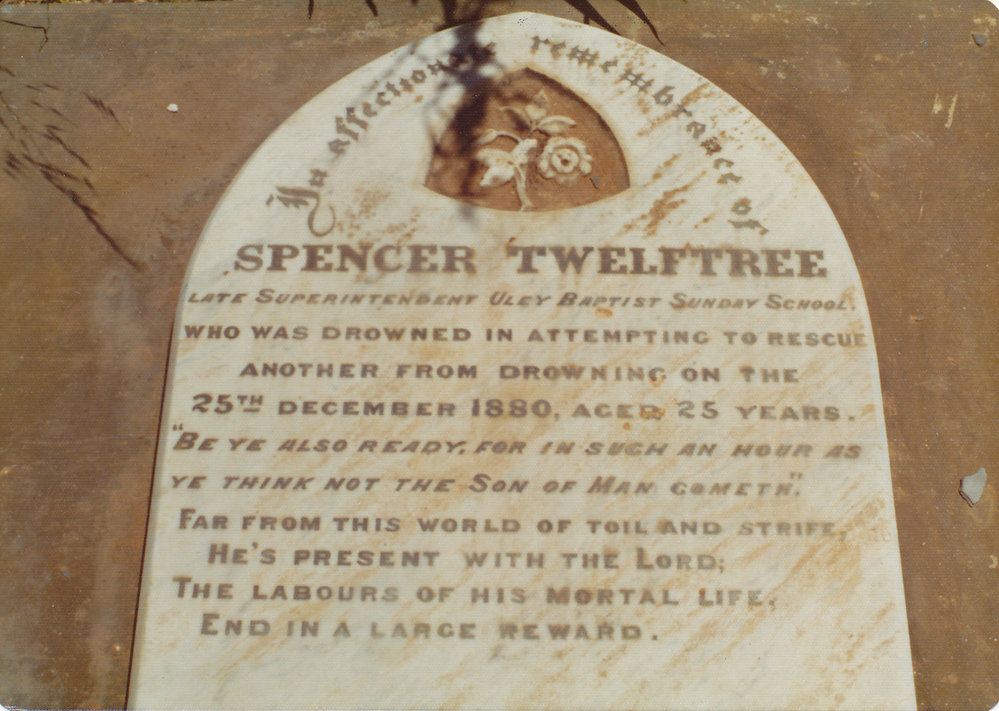 In affectionate remembrance of
SPENCER TWELFTREE
LATE SUPERINTENDENT ULEY BAPTIST SUNDAY SCHOOL.
WHO WAS DROWNED IN ATTEMPTING TO RESCUE
ANOTHER FROM DROWNING ON THE
25TH DECEMBER 1880, AGED 25 YEARS.
"BE YE ALSO READY, FOR IN SUCH AN HOUR AS
YE THINK NOT THE SON OF MAN COMETH."
FAR FROM THIS WORLD OF TOIL AND STRIFE,
HE'S PRESENT WITH THE LORD;
THE LABOURS OF HIS MORTAL LIFE,
END IN A LARGE REWARD.